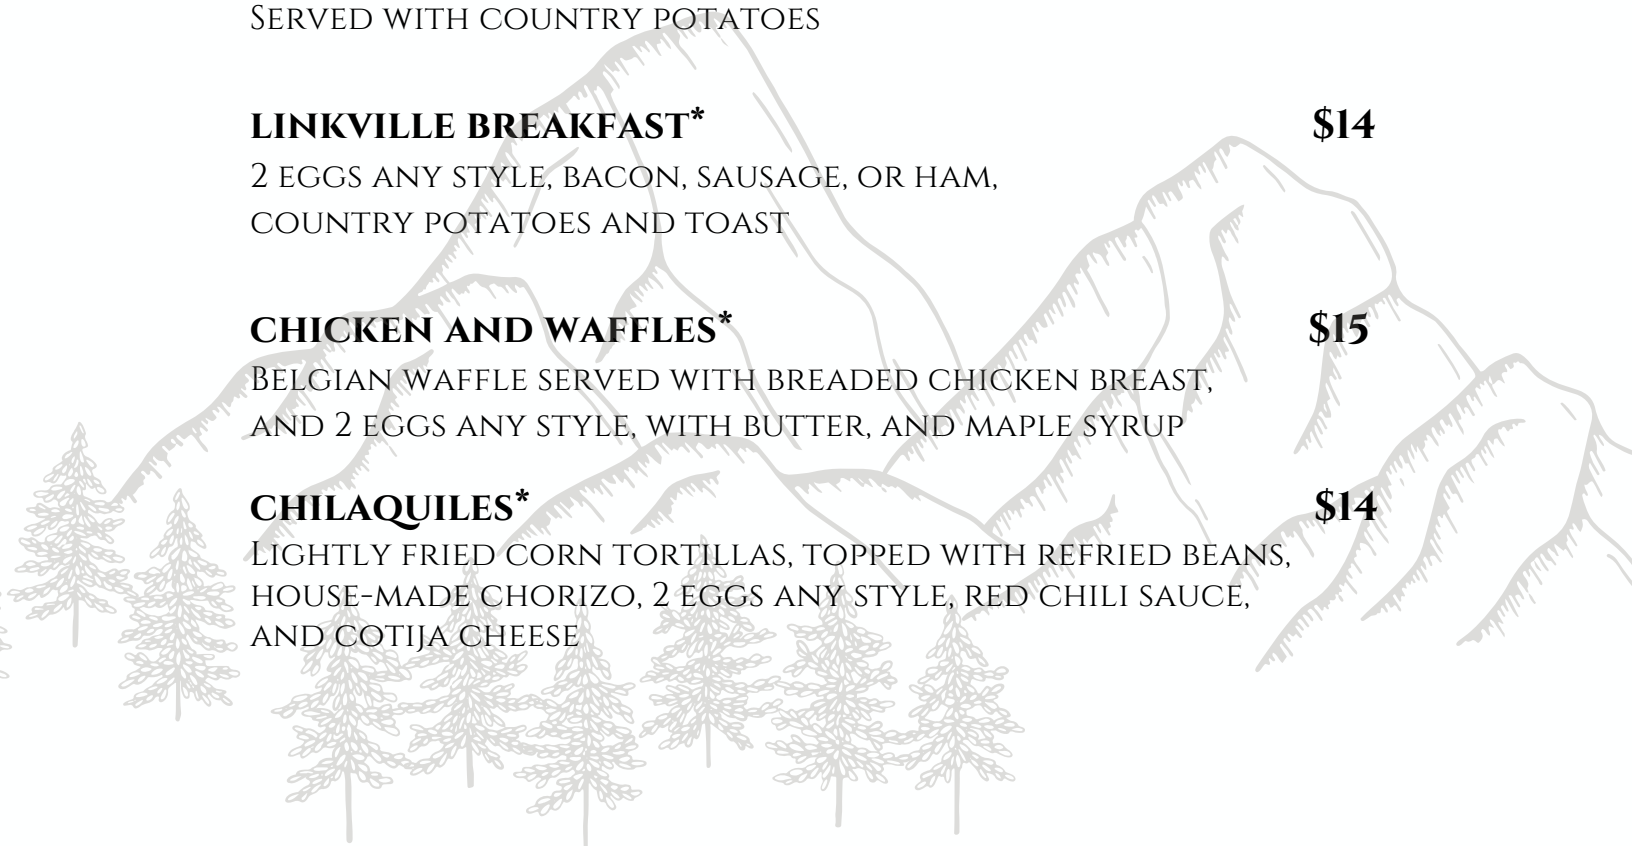 Served with country potatoes
LINKVILLE BREAKFAST* $14
2 eggs any style, bacon, sausage, or ham,
country potatoes and toast
CHICKEN AND WAFFLES* $15
Belgian waffle served with breaded chicken breast,
and 2 eggs any style, with butter, and maple syrup
CHILAQUILES* $14
Lightly fried corn tortillas, topped with refried beans,
house-made chorizo, 2 eggs any style, red chili sauce,
and cotija cheese